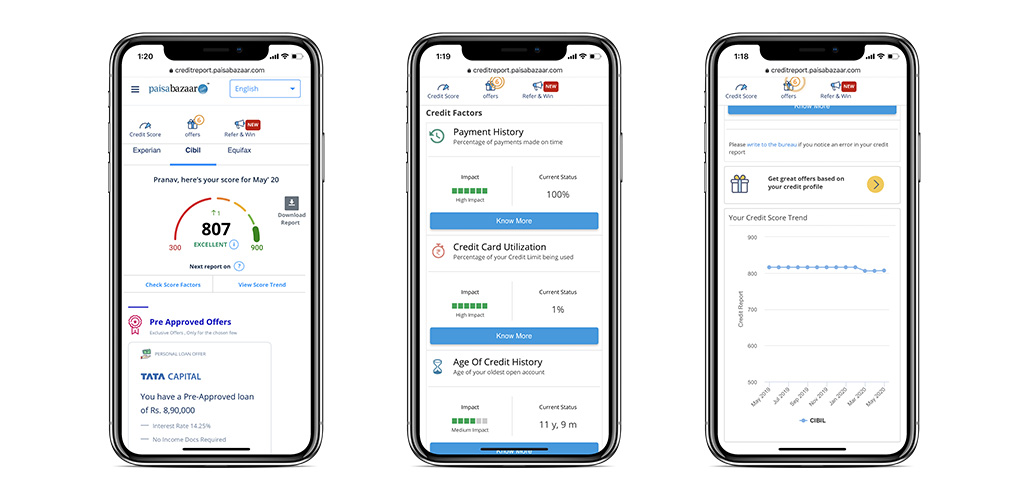 1:20
creditreport.paisabazaar.com
paisabazaar
English
6
NEW
Credit Score
offers
Refer & Win
Experian
Cibil
Equifax
Pranav, here's your score for May' 20
↑1
807
EXCELLENT i
300
900
Download
Report
Next report on ?
Check Score Factors
View Score Trend
Pre Approved Offers
Exclusive Offers , Only for the chosen few
PERSONAL LOAN OFFER
TATA CAPITAL
You have a Pre-Approved loan
of Rs. 8,90,000
Interest Rate 14.25%
No Income Docs Required
1:19
creditreport.paisabazaar.com
6
NEW
Credit Score
offers
Refer & Win
Credit Factors
Payment History
Percentage of payments made on time
Impact
High Impact
Current Status
100%
Know More
Credit Card Utilization
Percentage of your Credit Limit being used
Impact
High Impact
Current Status
1%
Know More
Age Of Credit History
Age of your oldest open account
Impact
Medium Impact
Current Status
11 y, 9 m
Know More
1:18
creditreport.paisabazaar.com
6
NEW
Credit Score
offers
Refer & Win
Know More
Please write to the bureau if you notice an error in your credit
report
Get great offers based on
your credit profile
Your Credit Score Trend
900
800
700
600
500
Credit Report
May 2019
Jul 2019
Sep 2019
Nov 2019
Jan 2020
Mar 2020
May 2020
CIBIL